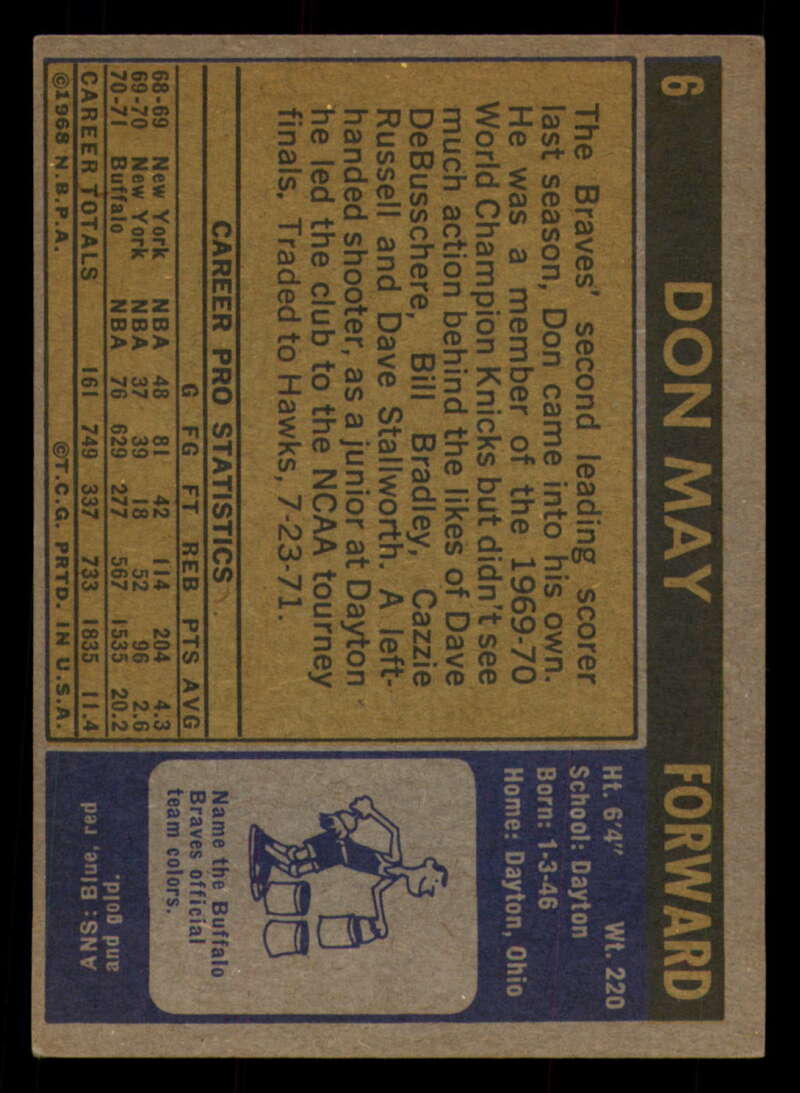 6 DON MAY FORWARD
The Braves' second leading scorer
last season, Don came into his own.
He was a member of the 1969-70
World Champion Knicks but didn't see
much action behind the likes of Dave
DeBusschere, Bill Bradley, Cazzie
Russell and Dave Stallworth. A left-
handed shooter, as a junior at Dayton
he led the club to the NCAA tourney
finals. Traded to Hawks, 7-23-71.
CAREER PRO STATISTICS
G FG FT REB PTS AVG
68-69 New York NBA 48 81 42 114 204 4.3
69-70 New York NBA 37 39 18 52 96 2.6
70-71 Buffalo NBA 76 629 277 567 1535 20.2
CAREER TOTALS 161 749 337 733 1835 11.4
©1968 N.B.P.A. ©T.C.G. PRTD. IN U.S.A.
Ht. 6'4" Wt. 220
School: Dayton
Born: 1-3-46
Home: Dayton, Ohio
Name the Buffalo
Braves official
team colors.
ANS: Blue, red
and gold.